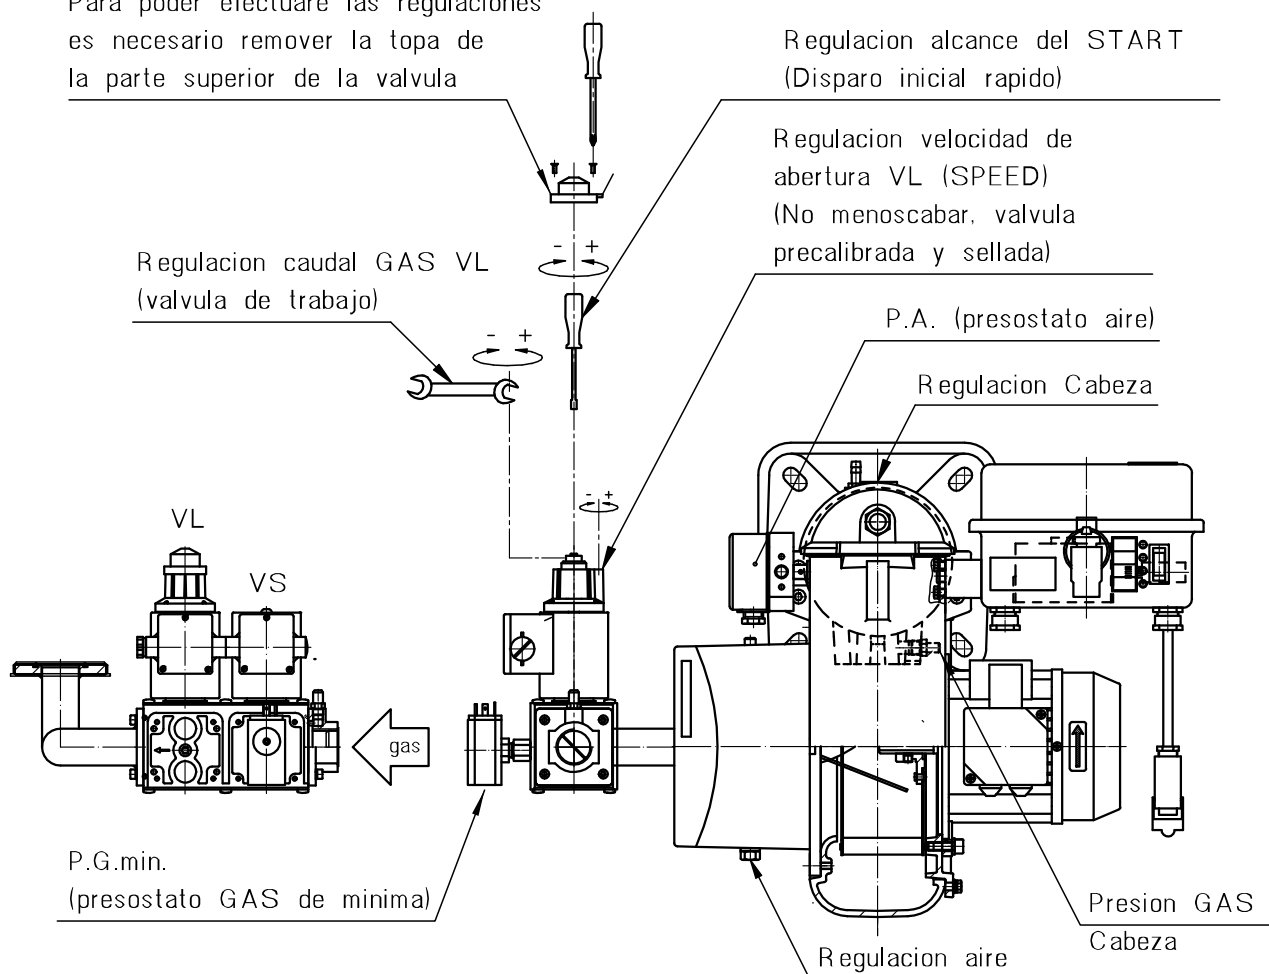 Para poder efectuare las regulaciones
es necesario remover la topa de
la parte superior de la valvula
Regulacion alcance del START
(Disparo inicial rapido)
Regulacion velocidad de
abertura VL (SPEED)
(No menoscabar, valvula
precalibrada y sellada)
- +
Regulacion caudal GAS VL
(valvula de trabajo)
- +
P.A. (presostato aire)
Regulacion Cabeza
- +
VL
VS
gas
P.G.min.
(presostato GAS de minima)
Presion GAS
Cabeza
Regulacion aire